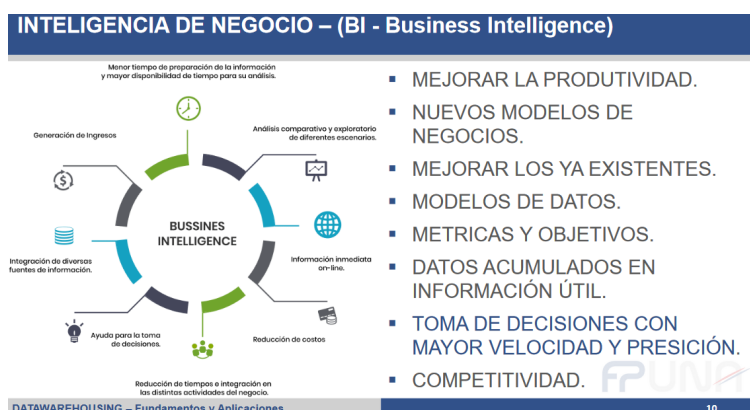 INTELIGENCIA DE NEGOCIO – (BI - Business Intelligence)
Menor tiempo de preparación de la información
y mayor disponibilidad de tiempo para su análisis.
Generación de Ingresos
Análisis comparativo y exploratorio
de diferentes escenarios.
BUSSINES
INTELLIGENCE
Integración de diversas
fuentes de información.
Información inmediata
on-line.
Ayuda para la toma
de decisiones.
Reducción de costos
Reducción de tiempos e integración en
las distintas actividades del negocio.
▪ MEJORAR LA PRODUTIVIDAD.
▪ NUEVOS MODELOS DE
NEGOCIOS.
▪ MEJORAR LOS YA EXISTENTES.
▪ MODELOS DE DATOS.
▪ METRICAS Y OBJETIVOS.
▪ DATOS ACUMULADOS EN
INFORMACIÓN ÚTIL.
▪ TOMA DE DECISIONES CON
MAYOR VELOCIDAD Y PRESICIÓN.
▪ COMPETITIVIDAD.
FPUNA
DATAWAREHOUSING – Fundamentos y Aplicaciones
10